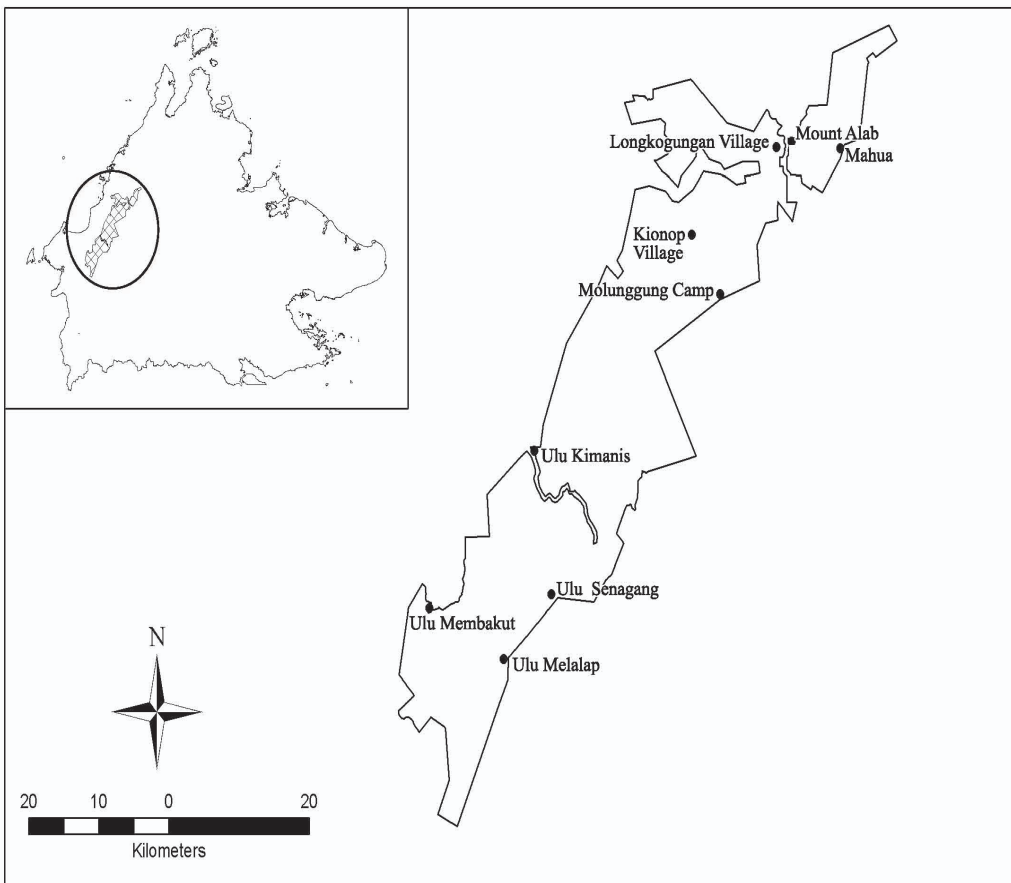 Mount Alab
Longkogungan Village
Mahua
Kionop
Village
Molunggung Camp
Ulu Kimanis
Ulu Senagang
Ulu Membakut
Ulu Melalap
N
20 10 0 20
Kilometers